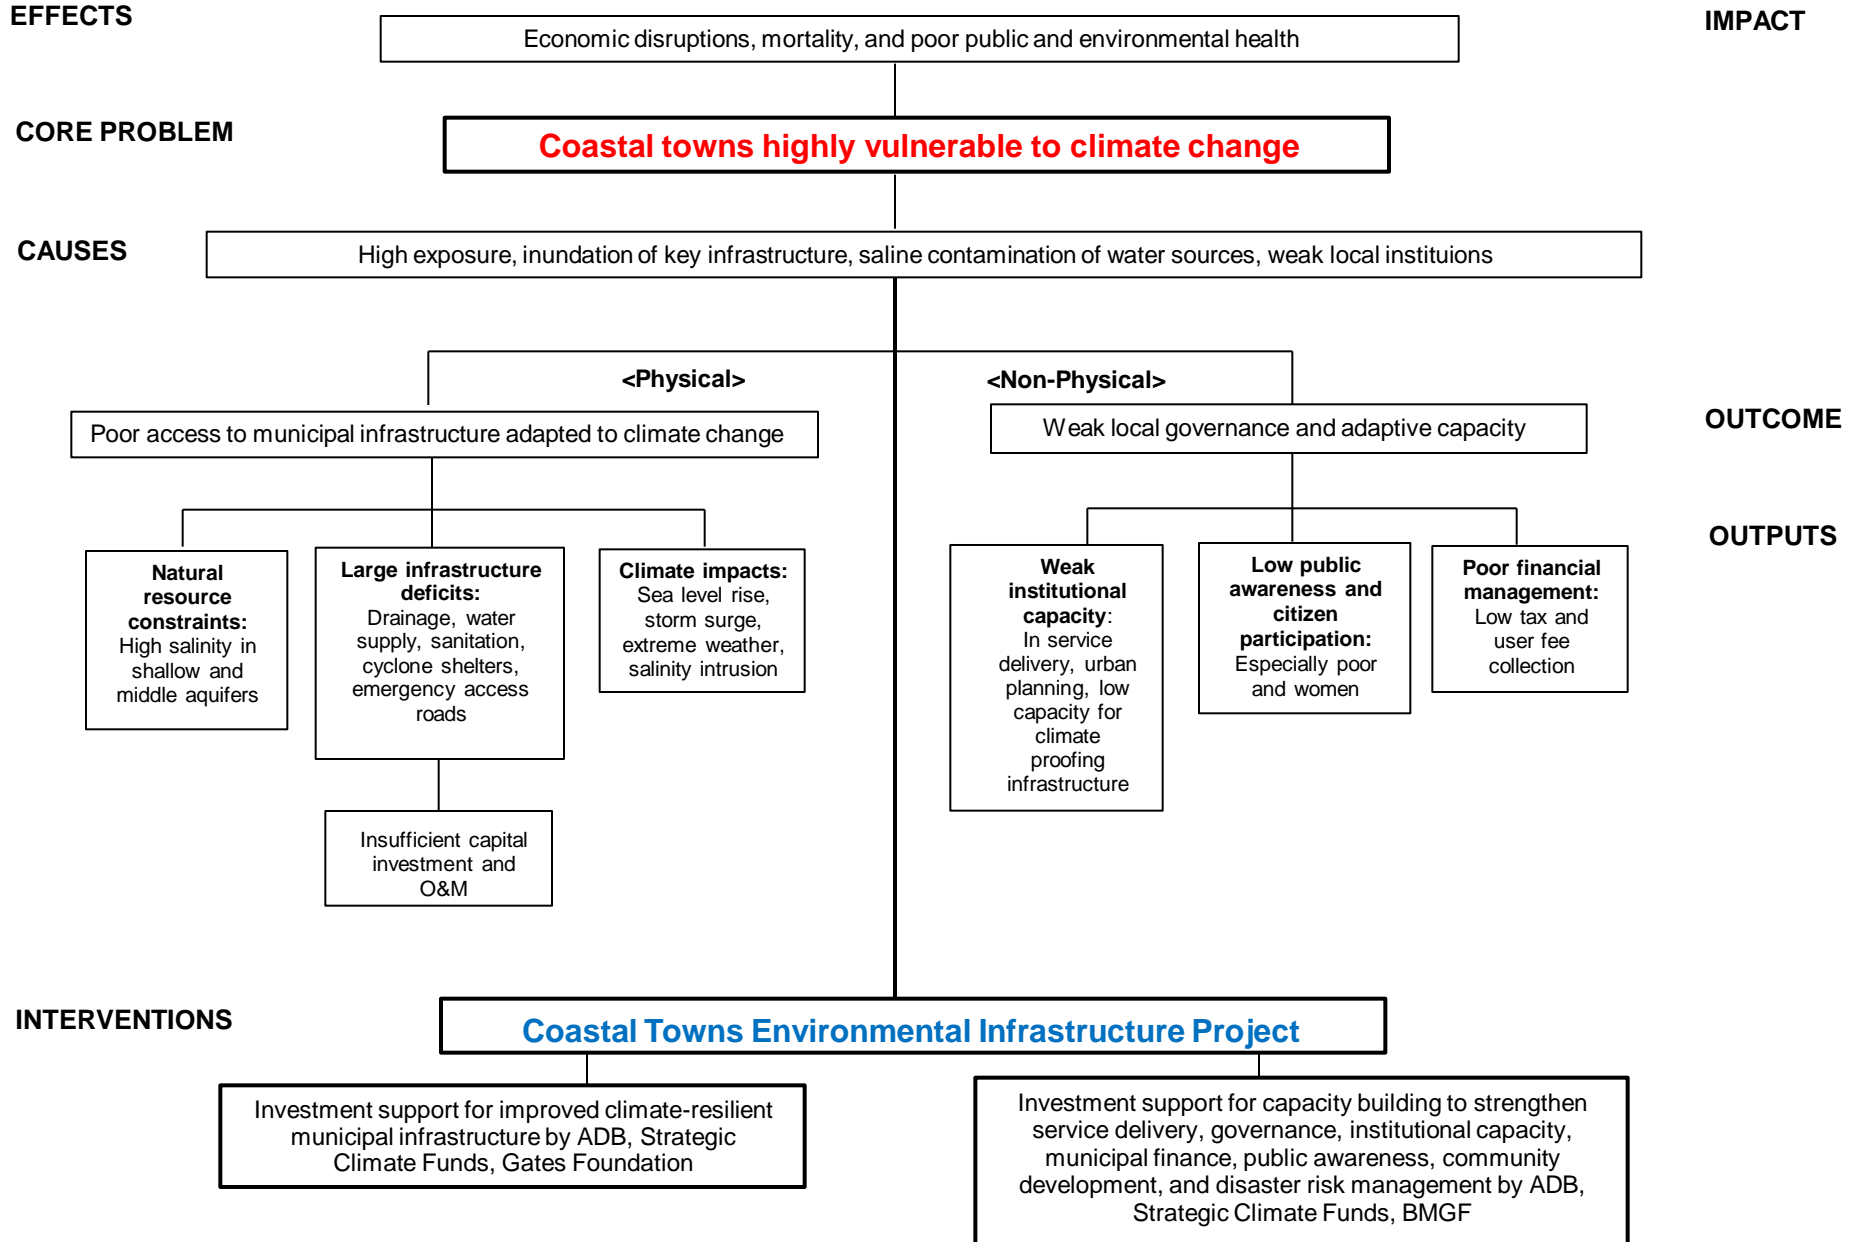 EFFECTS
IMPACT
Economic disruptions, mortality, and poor public and environmental health
CORE PROBLEM
Coastal towns highly vulnerable to climate change
CAUSES
High exposure, inundation of key infrastructure, saline contamination of water sources, weak local instituions
<Physical>
<Non-Physical>
Poor access to municipal infrastructure adapted to climate change
Weak local governance and adaptive capacity
OUTCOME
OUTPUTS
Natural
resource
constraints:
High salinity in
shallow and
middle aquifers
Large infrastructure
deficits:
Drainage, water
supply, sanitation,
cyclone shelters,
emergency access
roads
Climate impacts:
Sea level rise,
storm surge,
extreme weather,
salinity intrusion
Weak
institutional
capacity:
In service
delivery, urban
planning, low
capacity for
climate
proofing
infrastructure
Low public
awareness and
citizen
participation:
Especially poor
and women
Poor financial
management:
Low tax and
user fee
collection
Insufficient capital
investment and
O&M
INTERVENTIONS
Coastal Towns Environmental Infrastructure Project
Investment support for improved climate-resilient
municipal infrastructure by ADB, Strategic
Climate Funds, Gates Foundation
Investment support for capacity building to strengthen
service delivery, governance, institutional capacity,
municipal finance, public awareness, community
development, and disaster risk management by ADB,
Strategic Climate Funds, BMGF